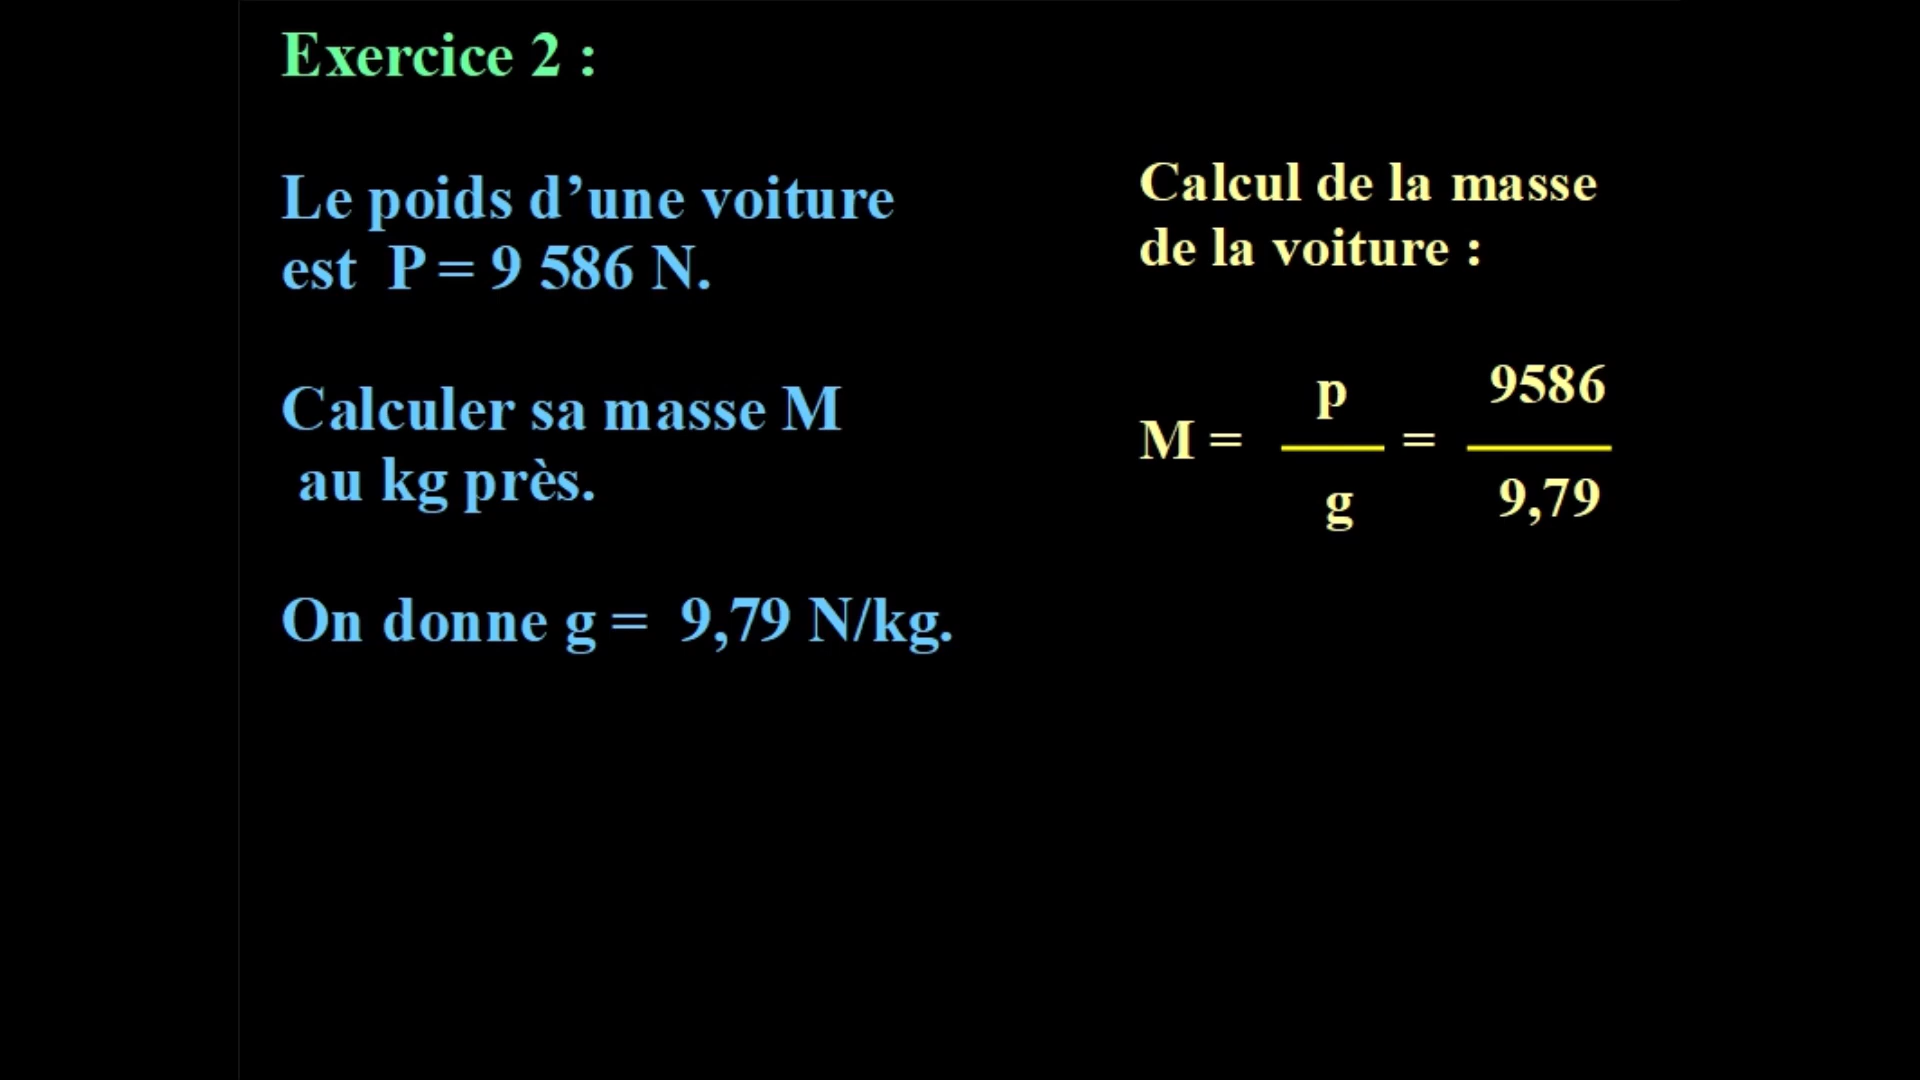 Exercice 2 :
Le poids d’une voiture
est P = 9 586 N.
Calculer sa masse M
au kg près.
On donne g = 9,79 N/kg.
Calcul de la masse
de la voiture :
p 9586
M = =
g 9,79